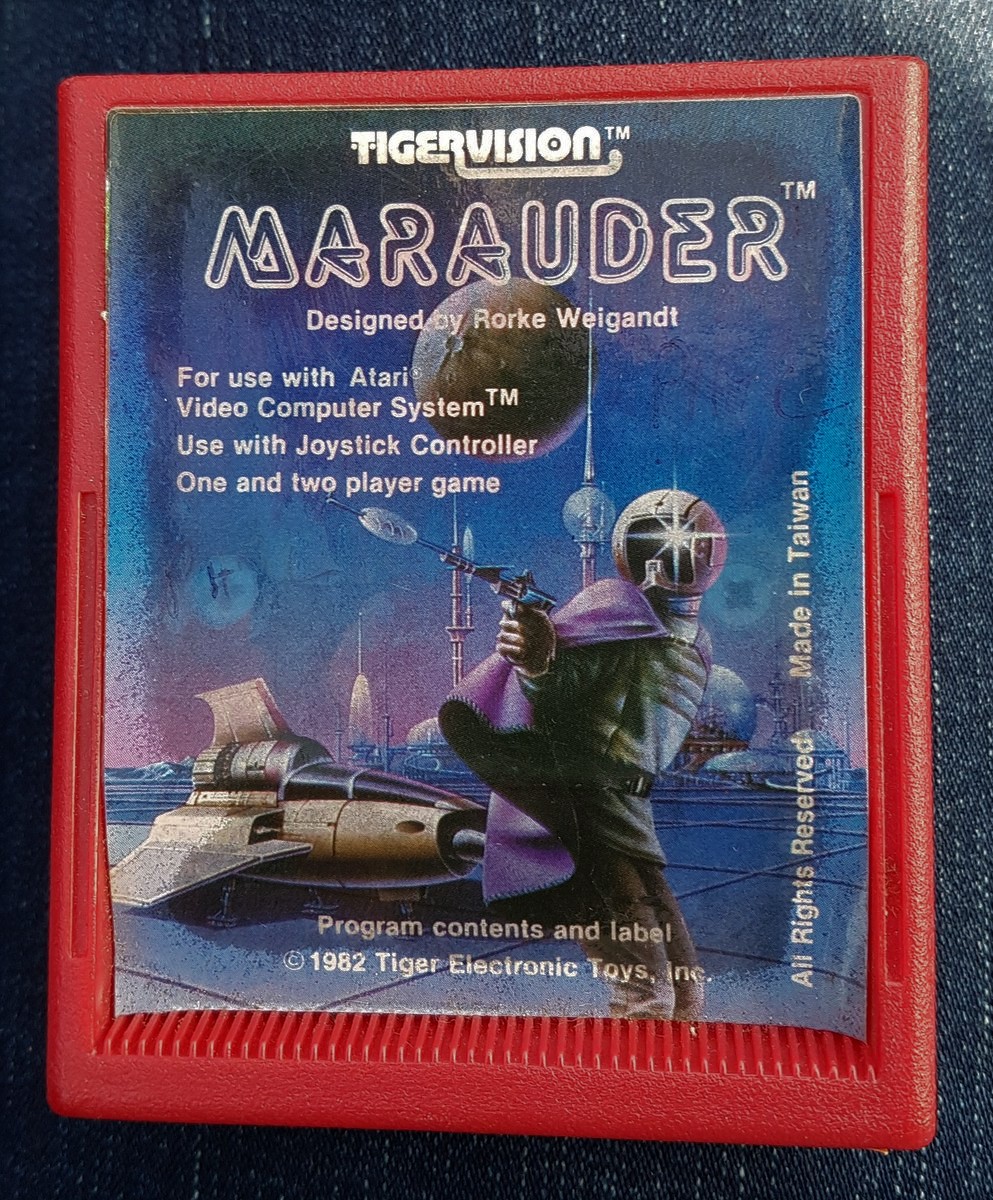 TIGERVISION™
MARAUDER™
Designed by Rorke Weigandt
For use with Atari®
Video Computer System™
Use with Joystick Controller
One and two player game
All Rights Reserved Made in Taiwan
Program contents and label
© 1982 Tiger Electronic Toys, Inc.